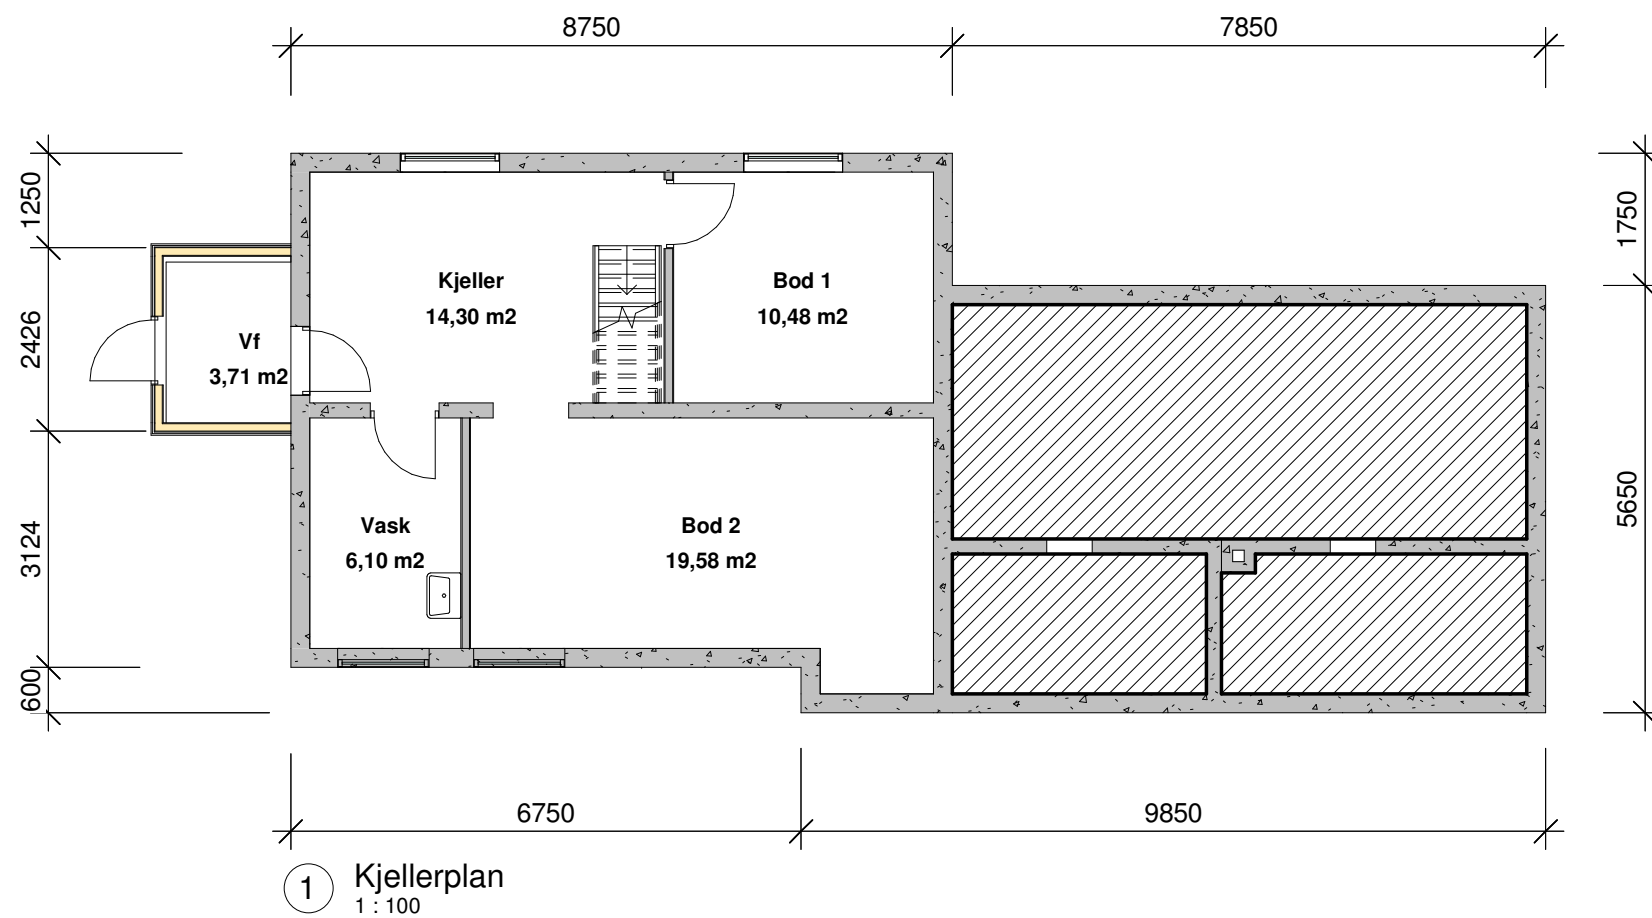 8750
7850
1250
2426
3124
600
1750
5650
Kjeller
14,30 m2
Bod 1
10,48 m2
Vf
3,71 m2
Vask
6,10 m2
Bod 2
19,58 m2
6750
9850
1
Kjellerplan
1 : 100